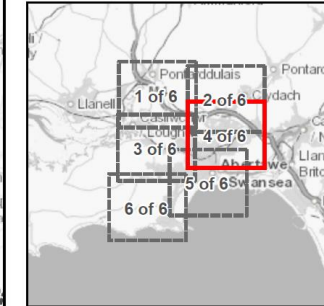 Pontarddulais
Pontard
1 of 6
2 of 6
Clydach
Llanell
4 of 6
3 of 6
Abertawe
5 of 6
Swansea
6 of 6
Llan
Brito